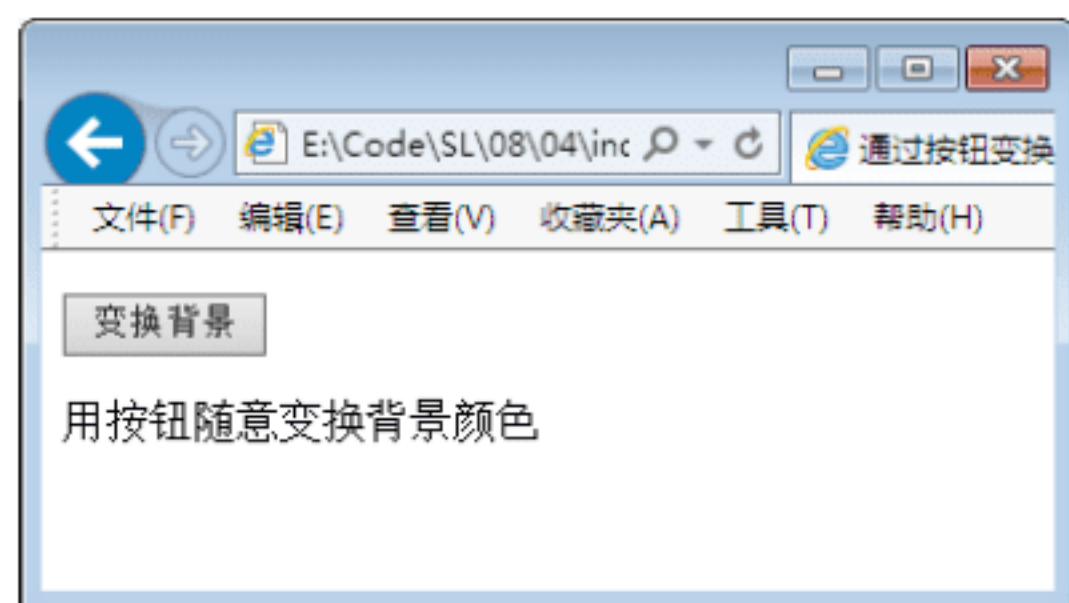 E:\Code\SL\08\04\inc
通过按钮变换
文件(F) 编辑(E) 查看(V) 收藏夹(A) 工具(T) 帮助(H)
变换背景
用按钮随意变换背景颜色